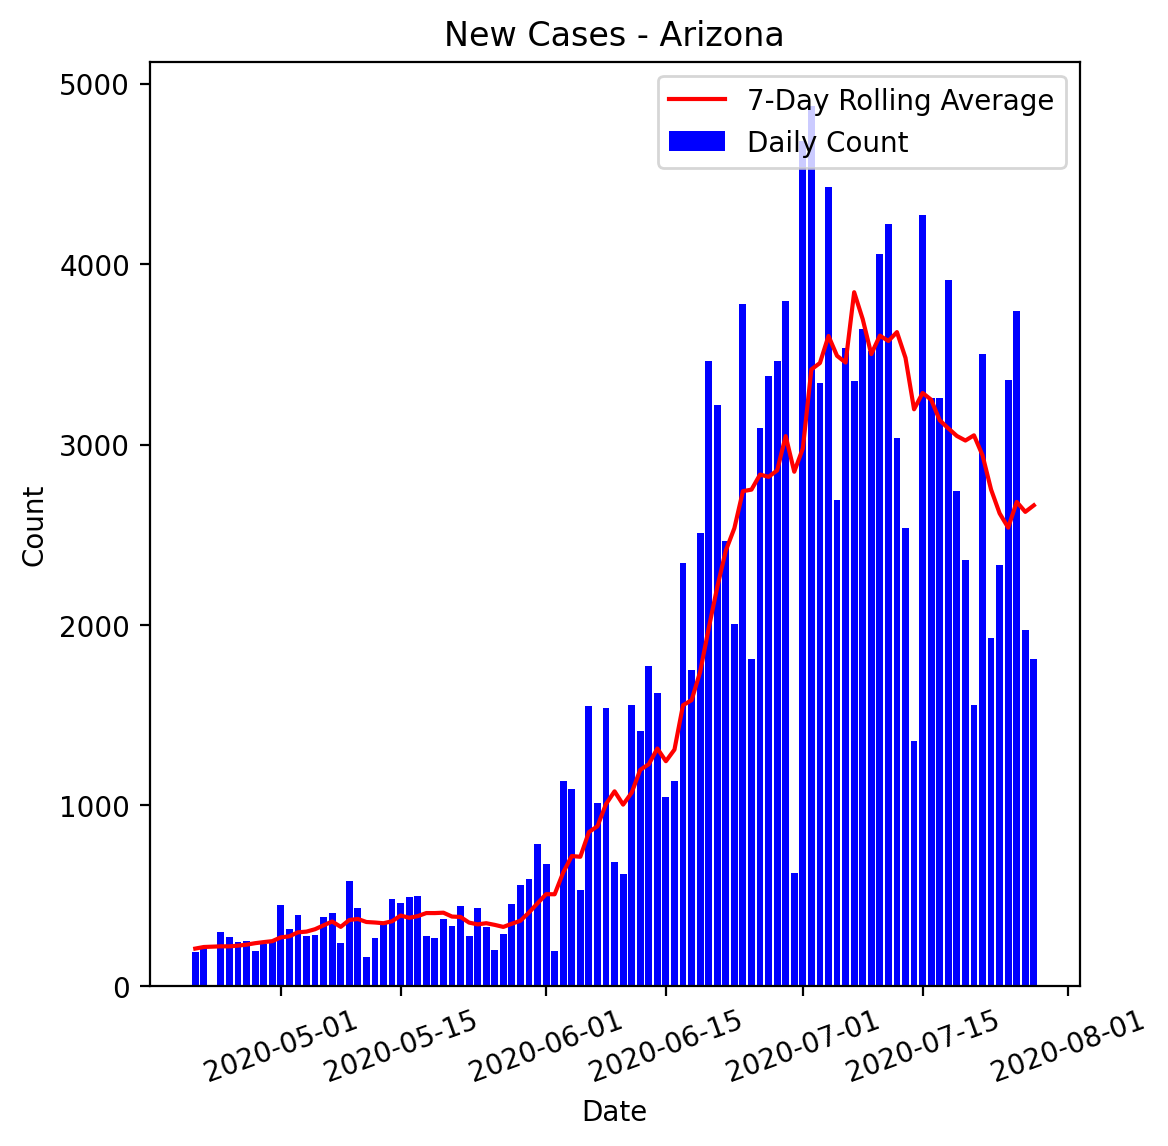 New Cases - Arizona
7-Day Rolling Average
Daily Count
5000
4000
3000
2000
1000
0
Count
2020-05-01
2020-05-15
2020-06-01
2020-06-15
2020-07-01
2020-07-15
2020-08-01
Date